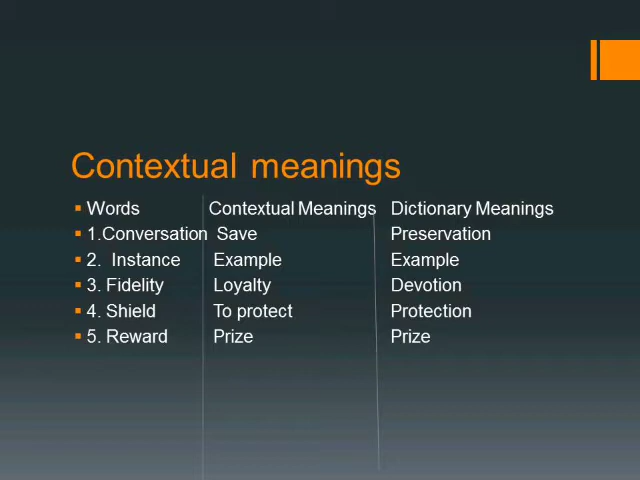 Contextual meanings
Words Contextual Meanings Dictionary Meanings
1.Conversation Save Preservation
2. Instance Example Example
3. Fidelity Loyalty Devotion
4. Shield To protect Protection
5. Reward Prize Prize